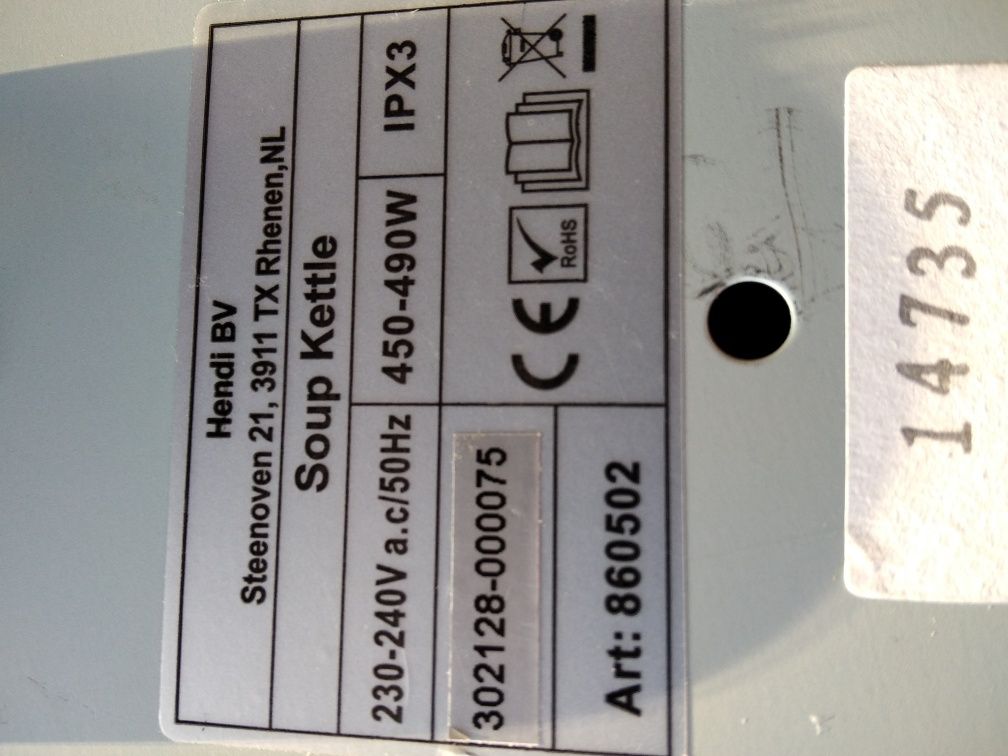 Hendi BV
Steenoven 21, 3911 TX Rhenen,NL
Soup Kettle
230-240V a.c/50Hz 450-490W IPX3
302128-000075
CE RoHS
Art: 860502
14735